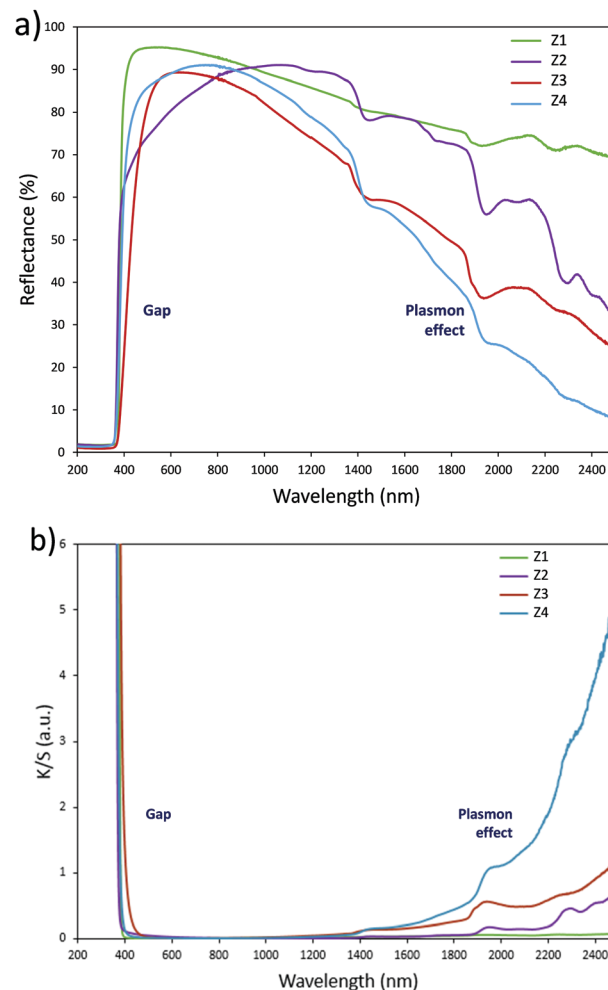 a)
100
90
80
70
60
50
40
30
20
10
0
Reflectance (%)
Z1
Z2
Z3
Z4
Gap
Plasmon
effect
200 400 600 800 1000 1200 1400 1600 1800 2000 2200 2400
Wavelength (nm)
b)
6
5
4
3
2
1
0
K/S (a.u.)
Z1
Z2
Z3
Z4
Gap
Plasmon
effect
200 400 600 800 1000 1200 1400 1600 1800 2000 2200 2400
Wavelength (nm)